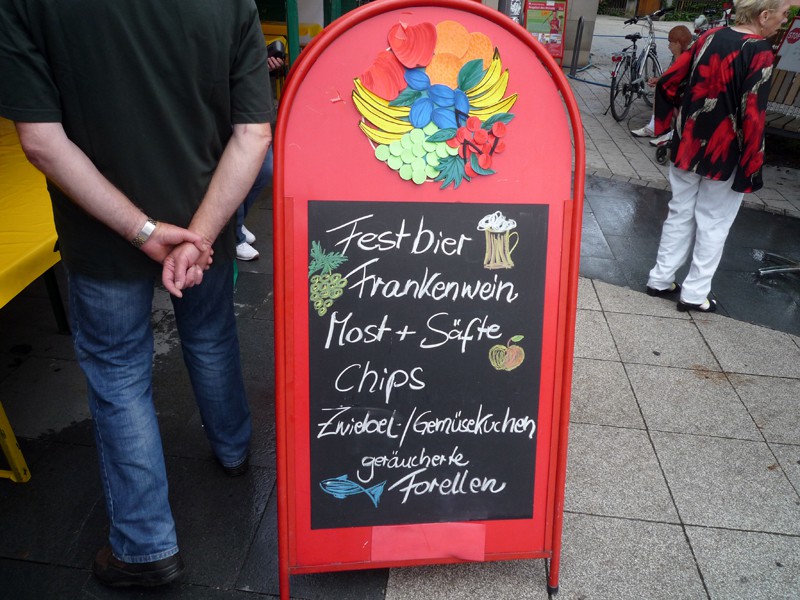 Festbier
Frankenwein
Most + Säfte
Chips
Zwiebel-/Gemüsekuchen
geräucherte
Forellen